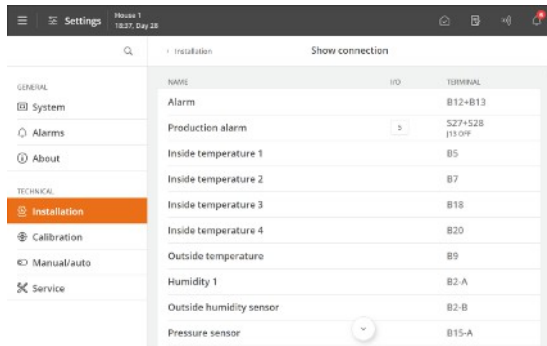 Settings
House 1
18:37, Day 28
Installation
Show connection
GENERAL
System
Alarms
About
TECHNICAL
Installation
Calibration
Manual/auto
Service
NAME I/O TERMINAL
Alarm B12+B13
Production alarm 5 S27+S28
J13 OFF
Inside temperature 1 B5
Inside temperature 2 B7
Inside temperature 3 B18
Inside temperature 4 B20
Outside temperature B9
Humidity 1 B2-A
Outside humidity sensor B2-B
Pressure sensor B15-A